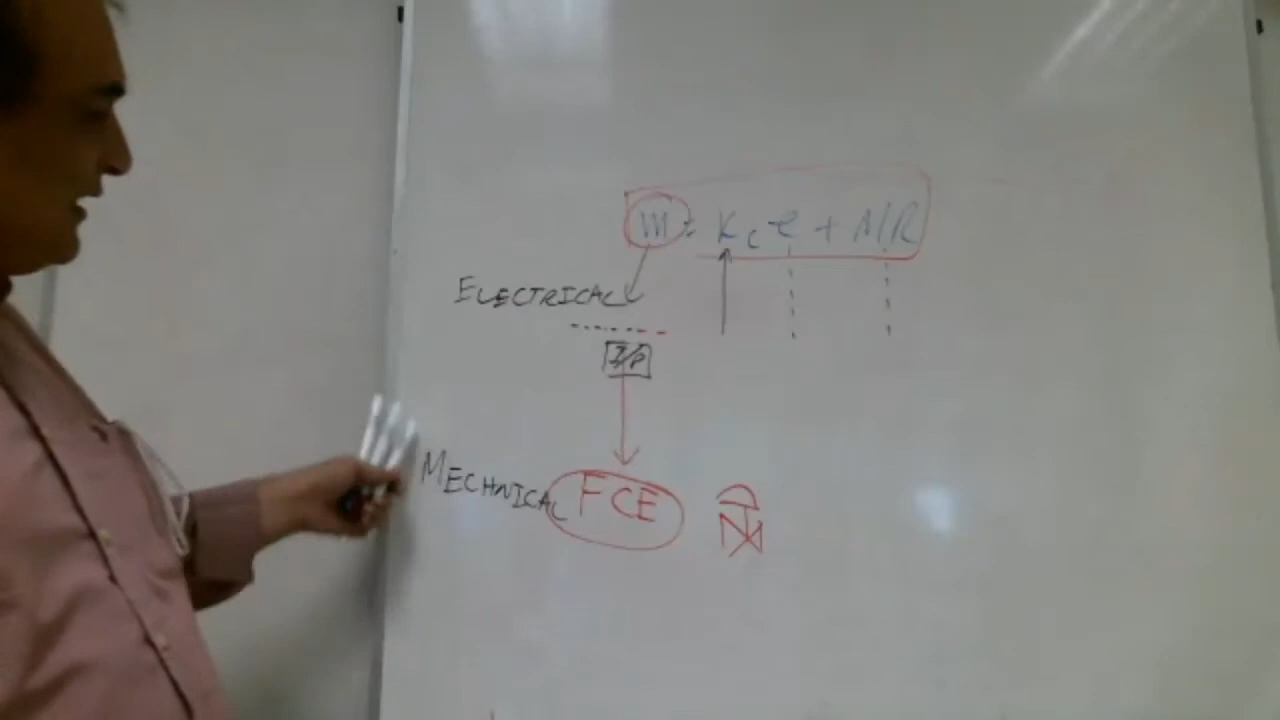 m = Kc e + M/R
ELECTRICAL
I/P
MECHNICAL FCE